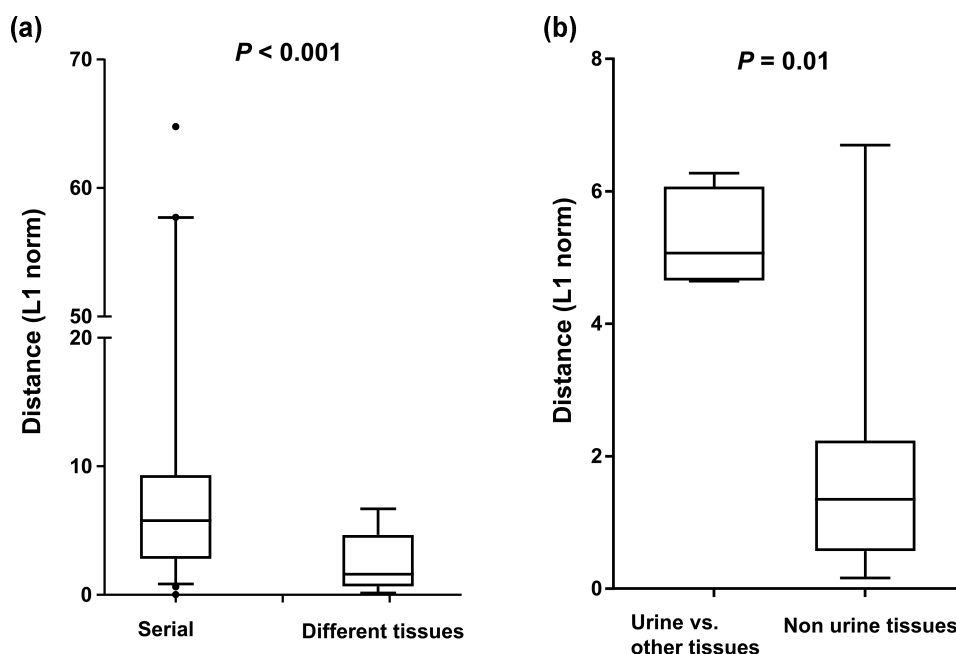 (a)
P < 0.001
Distance (L1 norm)
70
60
50
20
10
0
Serial
Different tissues
(b)
P = 0.01
Distance (L1 norm)
8
6
4
2
0
Urine vs.
other tissues
Non urine tissues